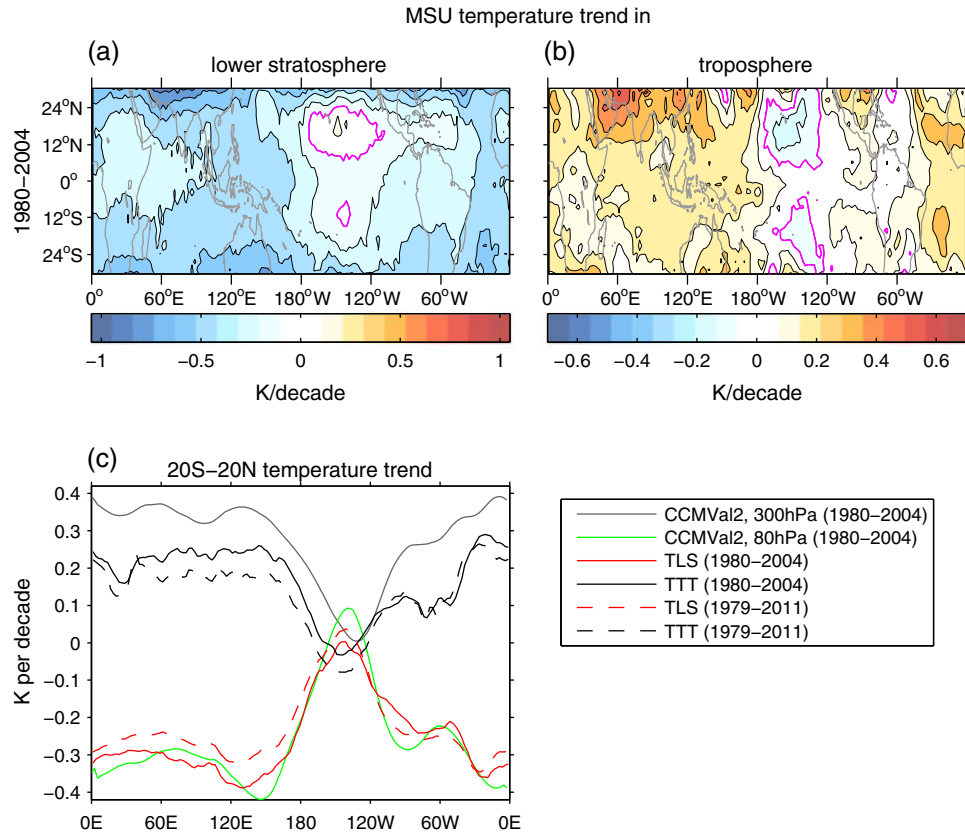 MSU temperature trend in
(a)
lower stratosphere
1980−2004
24°N
12°N
0°
12°S
24°S
0° 60°E 120°E 180°W 120°W 60°W
−1 −0.5 0 0.5 1
K/decade
(b)
troposphere
0° 60°E 120°E 180°W 120°W 60°W
−0.6 −0.4 −0.2 0 0.2 0.4 0.6
K/decade
(c)
20S−20N temperature trend
K per decade
0.4
0.3
0.2
0.1
0
−0.1
−0.2
−0.3
−0.4
0E 60E 120E 180 120W 60W 0E
CCMVal2, 300hPa (1980−2004)
CCMVal2, 80hPa (1980−2004)
TLS (1980−2004)
TTT (1980−2004)
TLS (1979−2011)
TTT (1979−2011)